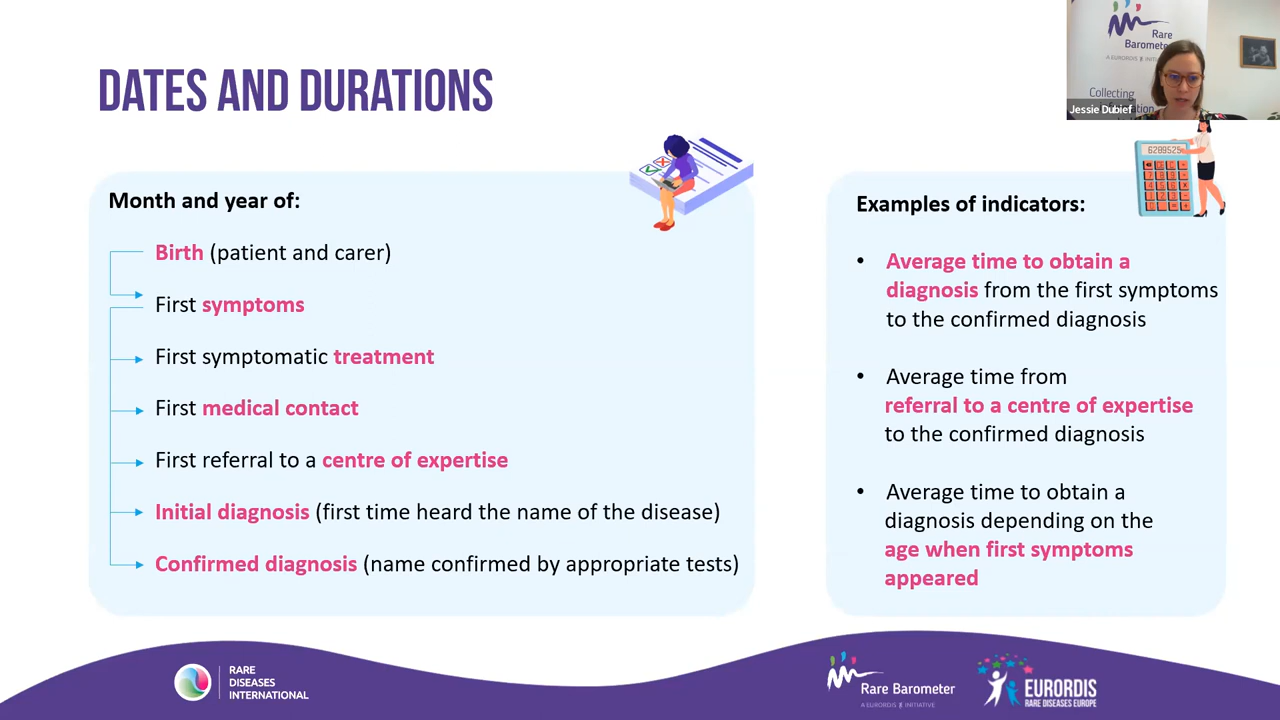 DATES AND DURATIONS
Rare
Barometer
A EURORDIS INITIATIVE
Collecting
Jessie Dubief
Month and year of:
Birth (patient and carer)
First symptoms
First symptomatic treatment
First medical contact
First referral to a centre of expertise
Initial diagnosis (first time heard the name of the disease)
Confirmed diagnosis (name confirmed by appropriate tests)
6289525
Examples of indicators:
• Average time to obtain a
diagnosis from the first symptoms
to the confirmed diagnosis
• Average time from
referral to a centre of expertise
to the confirmed diagnosis
• Average time to obtain a
diagnosis depending on the
age when first symptoms
appeared
RARE
DISEASES
INTERNATIONAL
Rare Barometer
A EURORDIS INITIATIVE
EURORDIS
RARE DISEASES EUROPE